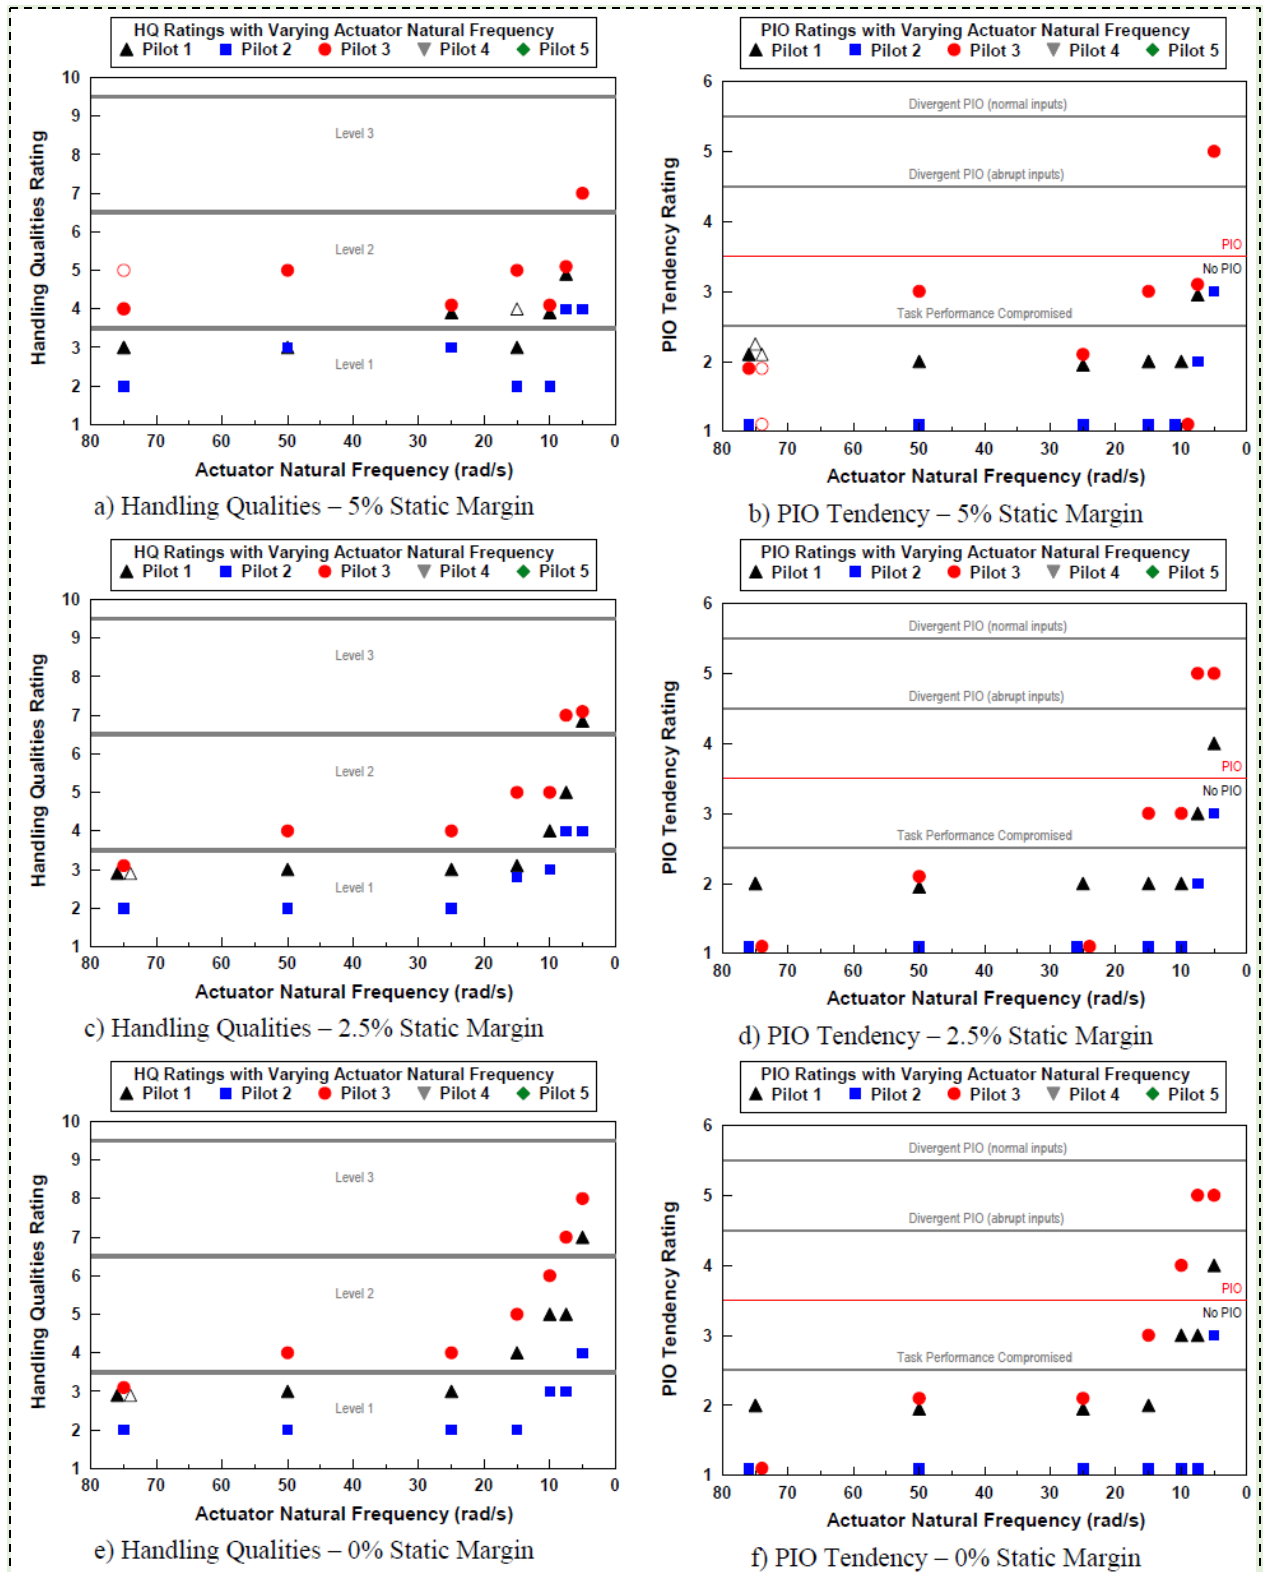 HQ Ratings with Varying Actuator Natural Frequency
Pilot 1 Pilot 2 Pilot 3 Pilot 4 Pilot 5
10
9
8
7
6
5
4
3
2
1
Handling Qualities Rating
Level 3
Level 2
Level 1
80 70 60 50 40 30 20 10 0
Actuator Natural Frequency (rad/s)
a) Handling Qualities – 5% Static Margin
PIO Ratings with Varying Actuator Natural Frequency
Pilot 1 Pilot 2 Pilot 3 Pilot 4 Pilot 5
6
5
4
3
2
1
PIO Tendency Rating
Divergent PIO (normal inputs)
Divergent PIO (abrupt inputs)
PIO
No PIO
Task Performance Compromised
80 70 60 50 40 30 20 10 0
Actuator Natural Frequency (rad/s)
b) PIO Tendency – 5% Static Margin
HQ Ratings with Varying Actuator Natural Frequency
Pilot 1 Pilot 2 Pilot 3 Pilot 4 Pilot 5
10
9
8
7
6
5
4
3
2
1
Handling Qualities Rating
Level 3
Level 2
Level 1
80 70 60 50 40 30 20 10 0
Actuator Natural Frequency (rad/s)
c) Handling Qualities – 2.5% Static Margin
PIO Ratings with Varying Actuator Natural Frequency
Pilot 1 Pilot 2 Pilot 3 Pilot 4 Pilot 5
6
5
4
3
2
1
PIO Tendency Rating
Divergent PIO (normal inputs)
Divergent PIO (abrupt inputs)
PIO
No PIO
Task Performance Compromised
80 70 60 50 40 30 20 10 0
Actuator Natural Frequency (rad/s)
d) PIO Tendency – 2.5% Static Margin
HQ Ratings with Varying Actuator Natural Frequency
Pilot 1 Pilot 2 Pilot 3 Pilot 4 Pilot 5
10
9
8
7
6
5
4
3
2
1
Handling Qualities Rating
Level 3
Level 2
Level 1
80 70 60 50 40 30 20 10 0
Actuator Natural Frequency (rad/s)
e) Handling Qualities – 0% Static Margin
PIO Ratings with Varying Actuator Natural Frequency
Pilot 1 Pilot 2 Pilot 3 Pilot 4 Pilot 5
6
5
4
3
2
1
PIO Tendency Rating
Divergent PIO (normal inputs)
Divergent PIO (abrupt inputs)
PIO
No PIO
Task Performance Compromised
80 70 60 50 40 30 20 10 0
Actuator Natural Frequency (rad/s)
f) PIO Tendency – 0% Static Margin